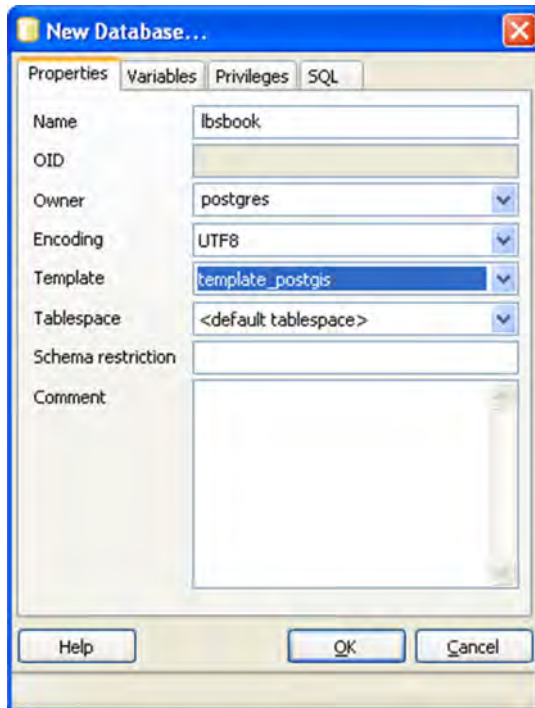 New Database...
Properties Variables Privileges SQL
Name lbsbook
OID
Owner postgres
Encoding UTF8
Template template_postgis
Tablespace <default tablespace>
Schema restriction
Comment
Help OK Cancel